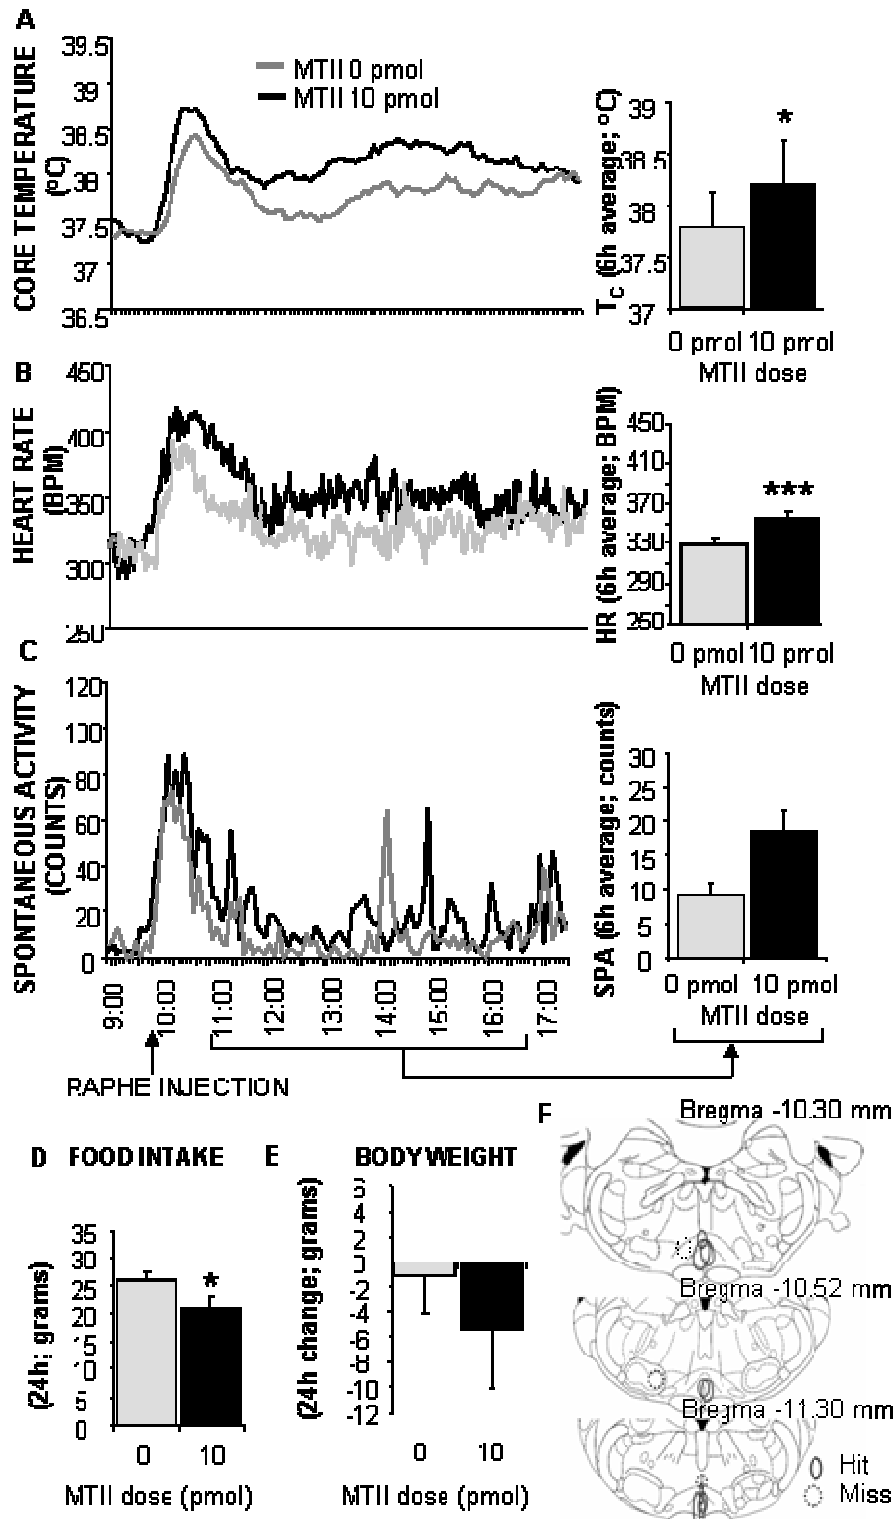 A
CORE TEMPERATURE
(°C)
39.5
39
38.5
38
37.5
37
36.5
MTII 0 pmol
MTII 10 pmol
T_C (6h average; °C)
39
38.5
38
37.5
37
*
0 pmol 10 pmol
MTII dose
B
HEART RATE
(BPM)
450
400
350
300
250
HR (6h average; BPM)
450
410
370
330
290
250
***
0 pmol 10 pmol
MTII dose
C
SPONTANEOUS ACTIVITY
(COUNTS)
120
100
80
60
40
20
0
9:00
10:00
11:00
12:00
13:00
14:00
15:00
16:00
17:00
SPA (6h average; counts)
30
25
20
15
10
5
0
0 pmol 10 pmol
MTII dose
RAPHE INJECTION
D FOOD INTAKE
(24h; grams)
35
30
25
20
15
10
5
0
*
0 10
MTII dose (pmol)
E BODY WEIGHT
(24h change; grams)
6
4
2
0
-2
-4
-6
-8
-10
-12
0 10
MTII dose (pmol)
F
Bregma -10.30 mm
Bregma -10.52 mm
Bregma -11.30 mm
Hit
Miss